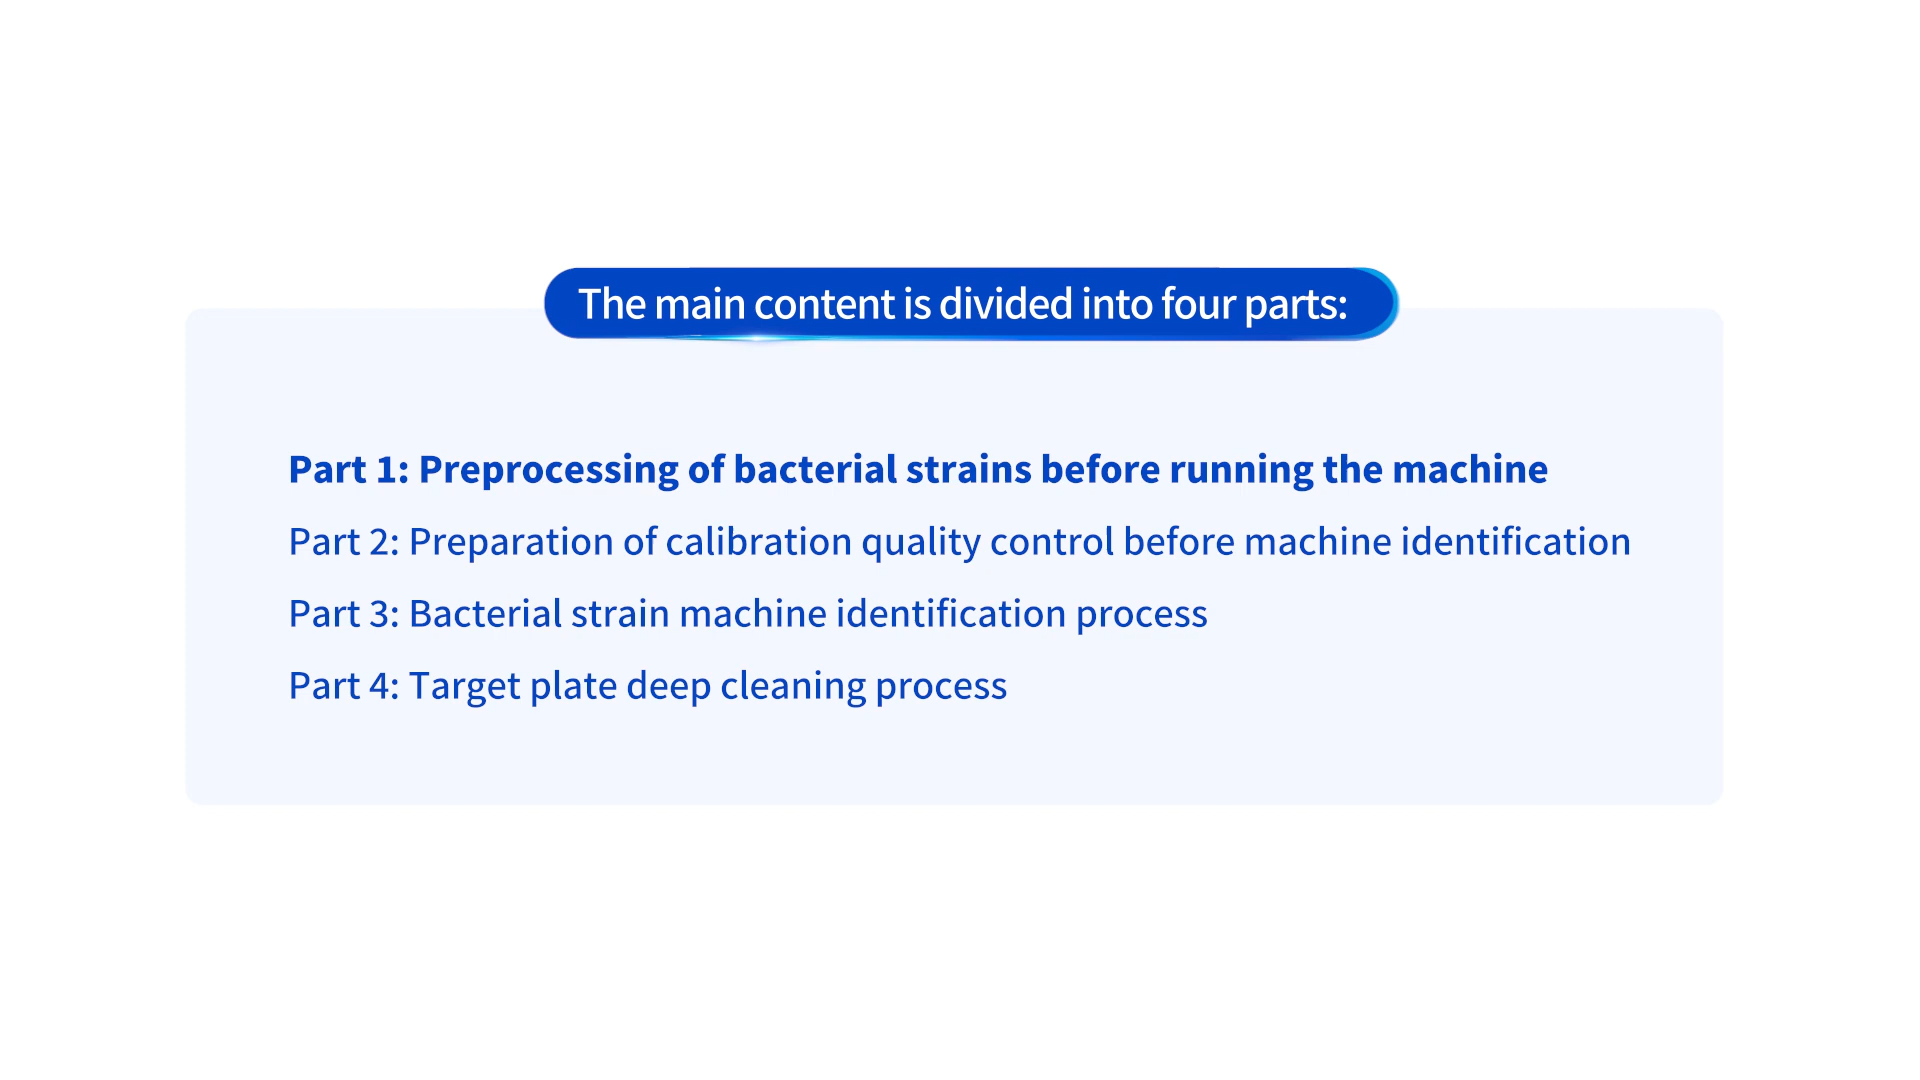 The main content is divided into four parts:
Part 1: Preprocessing of bacterial strains before running the machine
Part 2: Preparation of calibration quality control before machine identification
Part 3: Bacterial strain machine identification process
Part 4: Target plate deep cleaning process